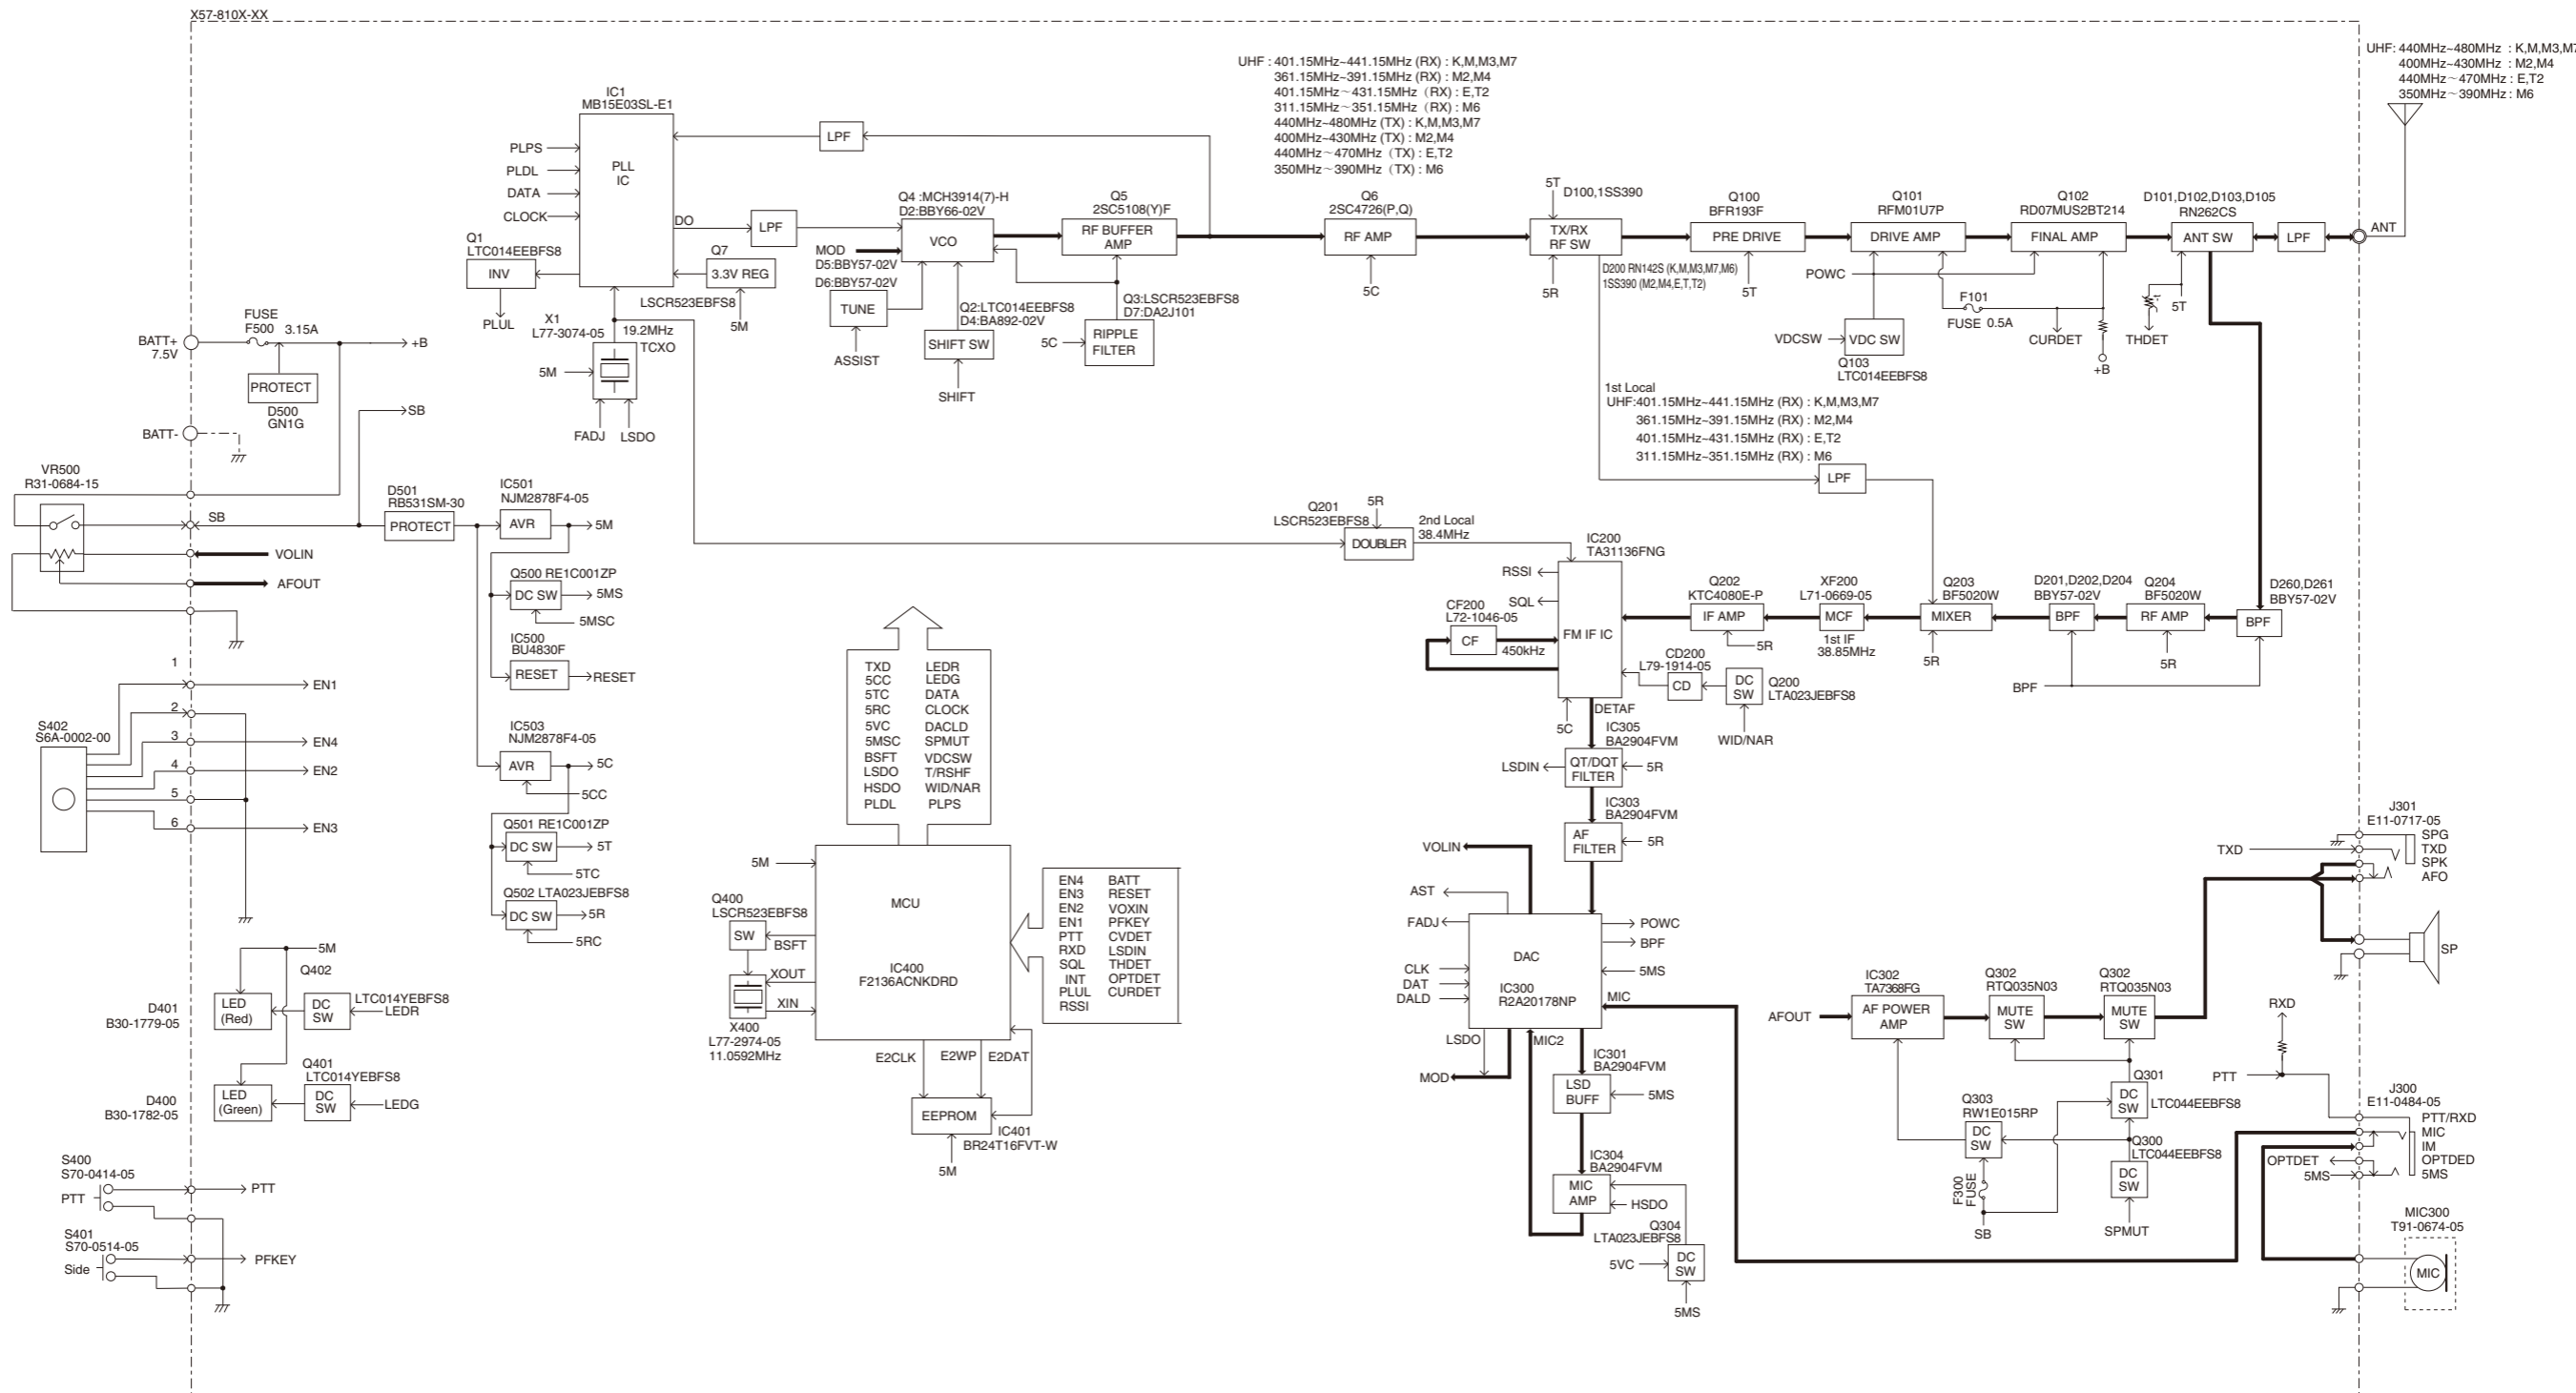 X57-810X-XX
UHF: 440MHz~480MHz : K,M,M3,M7
400MHz~430MHz : M2,M4
440MHz～470MHz : E,T2
350MHz～390MHz : M6
ANT
UHF : 401.15MHz~441.15MHz (RX) : K,M,M3,M7
361.15MHz~391.15MHz (RX) : M2,M4
401.15MHz～431.15MHz (RX) : E,T2
311.15MHz～351.15MHz (RX) : M6
440MHz~480MHz (TX) : K,M,M3,M7
400MHz~430MHz (TX) : M2,M4
440MHz～470MHz (TX) : E,T2
350MHz～390MHz (TX) : M6
IC1
MB15E03SL-E1
PLL
IC
PLPS
PLDL
DATA
CLOCK
DO
LPF
LPF
Q1
LTC014EEBFS8
INV
PLUL
Q7
3.3V REG
LSCR523EBFS8
5M
X1
L77-3074-05
19.2MHz
TCXO
5M
FADJ
LSDO
Q4 :MCH3914(7)-H
D2:BBY66-02V
VCO
MOD
D5:BBY57-02V
D6:BBY57-02V
TUNE
ASSIST
Q2:LTC014EEBFS8
D4:BA892-02V
SHIFT SW
SHIFT
Q5
2SC5108(Y)F
RF BUFFER
AMP
Q3:LSCR523EBFS8
D7:DA2J101
5C
RIPPLE
FILTER
Q6
2SC4726(P,Q)
RF AMP
5C
5T
D100,1SS390
TX/RX
RF SW
5R
D200 RN142S (K,M,M3,M7,M6)
1SS390 (M2,M4,E,T,T2)
Q100
BFR193F
PRE DRIVE
5T
Q101
RFM01U7P
DRIVE AMP
Q102
RD07MUS2BT214
FINAL AMP
D101,D102,D103,D105
RN262CS
ANT SW
LPF
POWC
F101
FUSE 0.5A
VDCSW
VDC SW
Q103
LTC014EEBFS8
CURDET
+B
THDET
5T
1st Local
UHF:401.15MHz~441.15MHz (RX) : K,M,M3,M7
361.15MHz~391.15MHz (RX) : M2,M4
401.15MHz~431.15MHz (RX) : E,T2
311.15MHz~351.15MHz (RX) : M6
LPF
FUSE
F500 3.15A
BATT+
7.5V
+B
PROTECT
D500
GN1G
SB
BATT-
VR500
R31-0684-15
SB
D501
RB531SM-30
PROTECT
IC501
NJM2878F4-05
AVR
5M
VOLIN
AFOUT
Q500 RE1C001ZP
DC SW
5MS
5MSC
IC500
BU4830F
RESET
RESET
IC503
NJM2878F4-05
AVR
5C
5CC
Q501 RE1C001ZP
DC SW
5T
5TC
Q502 LTA023JEBFS8
DC SW
5R
5RC
S402
S6A-0002-00
1
EN1
2
3
EN4
4
EN2
5
6
EN3
5M
Q402
D401
B30-1779-05
LED
(Red)
DC
SW
LTC014YEBFS8
LEDR
Q401
LTC014YEBFS8
D400
B30-1782-05
LED
(Green)
DC
SW
LEDG
S400
S70-0414-05
PTT
PTT
S401
S70-0514-05
Side
PFKEY
TXD LEDR
5CC LEDG
5TC DATA
5RC CLOCK
5VC DACLD
5MSC SPMUT
BSFT VDCSW
LSDO T/RSHF
HSDO WID/NAR
PLDL PLPS
5M
MCU
IC400
F2136ACNKDRD
Q400
LSCR523EBFS8
SW
BSFT
XOUT
XIN
X400
L77-2974-05
11.0592MHz
EN4 BATT
EN3 RESET
EN2 VOXIN
EN1 PFKEY
PTT CVDET
RXD LSDIN
SQL THDET
INT OPTDET
PLUL CURDET
RSSI
E2CLK E2WP E2DAT
EEPROM
IC401
BR24T16FVT-W
5M
5R
Q201
LSCR523EBFS8
DOUBLER
2nd Local
38.4MHz
IC200
TA31136FNG
RSSI
SQL
FM IF IC
CF200
L72-1046-05
CF
450kHz
CD200
L79-1914-05
CD
DC
SW
Q200
LTA023JEBFS8
WID/NAR
5C
DETAF
Q202
KTC4080E-P
IF AMP
5R
XF200
L71-0669-05
MCF
1st IF
38.85MHz
Q203
BF5020W
MIXER
5R
D201,D202,D204
BBY57-02V
BPF
Q204
BF5020W
RF AMP
5R
D260,D261
BBY57-02V
BPF
BPF
IC305
BA2904FVM
LSDIN
QT/DQT
FILTER
5R
IC303
BA2904FVM
AF
FILTER
5R
VOLIN
AST
FADJ
POWC
BPF
DAC
CLK
DAT
DALD
5MS
IC300
R2A20178NP
MIC
LSDO
MIC2
MOD
IC301
BA2904FVM
LSD
BUFF
5MS
IC304
BA2904FVM
MIC
AMP
HSDO
Q304
LTA023JEBFS8
5VC
DC
SW
5MS
AFOUT
IC302
TA7368FG
AF POWER
AMP
Q302
RTQ035N03
MUTE
SW
Q302
RTQ035N03
MUTE
SW
Q301
DC
SW
LTC044EEBFS8
Q303
RW1E015RP
DC
SW
Q300
LTC044EEBFS8
DC
SW
F300
FUSE
SB
SPMUT
J301
E11-0717-05
SPG
TXD
TXD
SPK
AFO
SP
RXD
PTT
J300
E11-0484-05
PTT/RXD
MIC
IM
OPTDET
OPTDED
5MS
5MS
MIC300
T91-0674-05
MIC